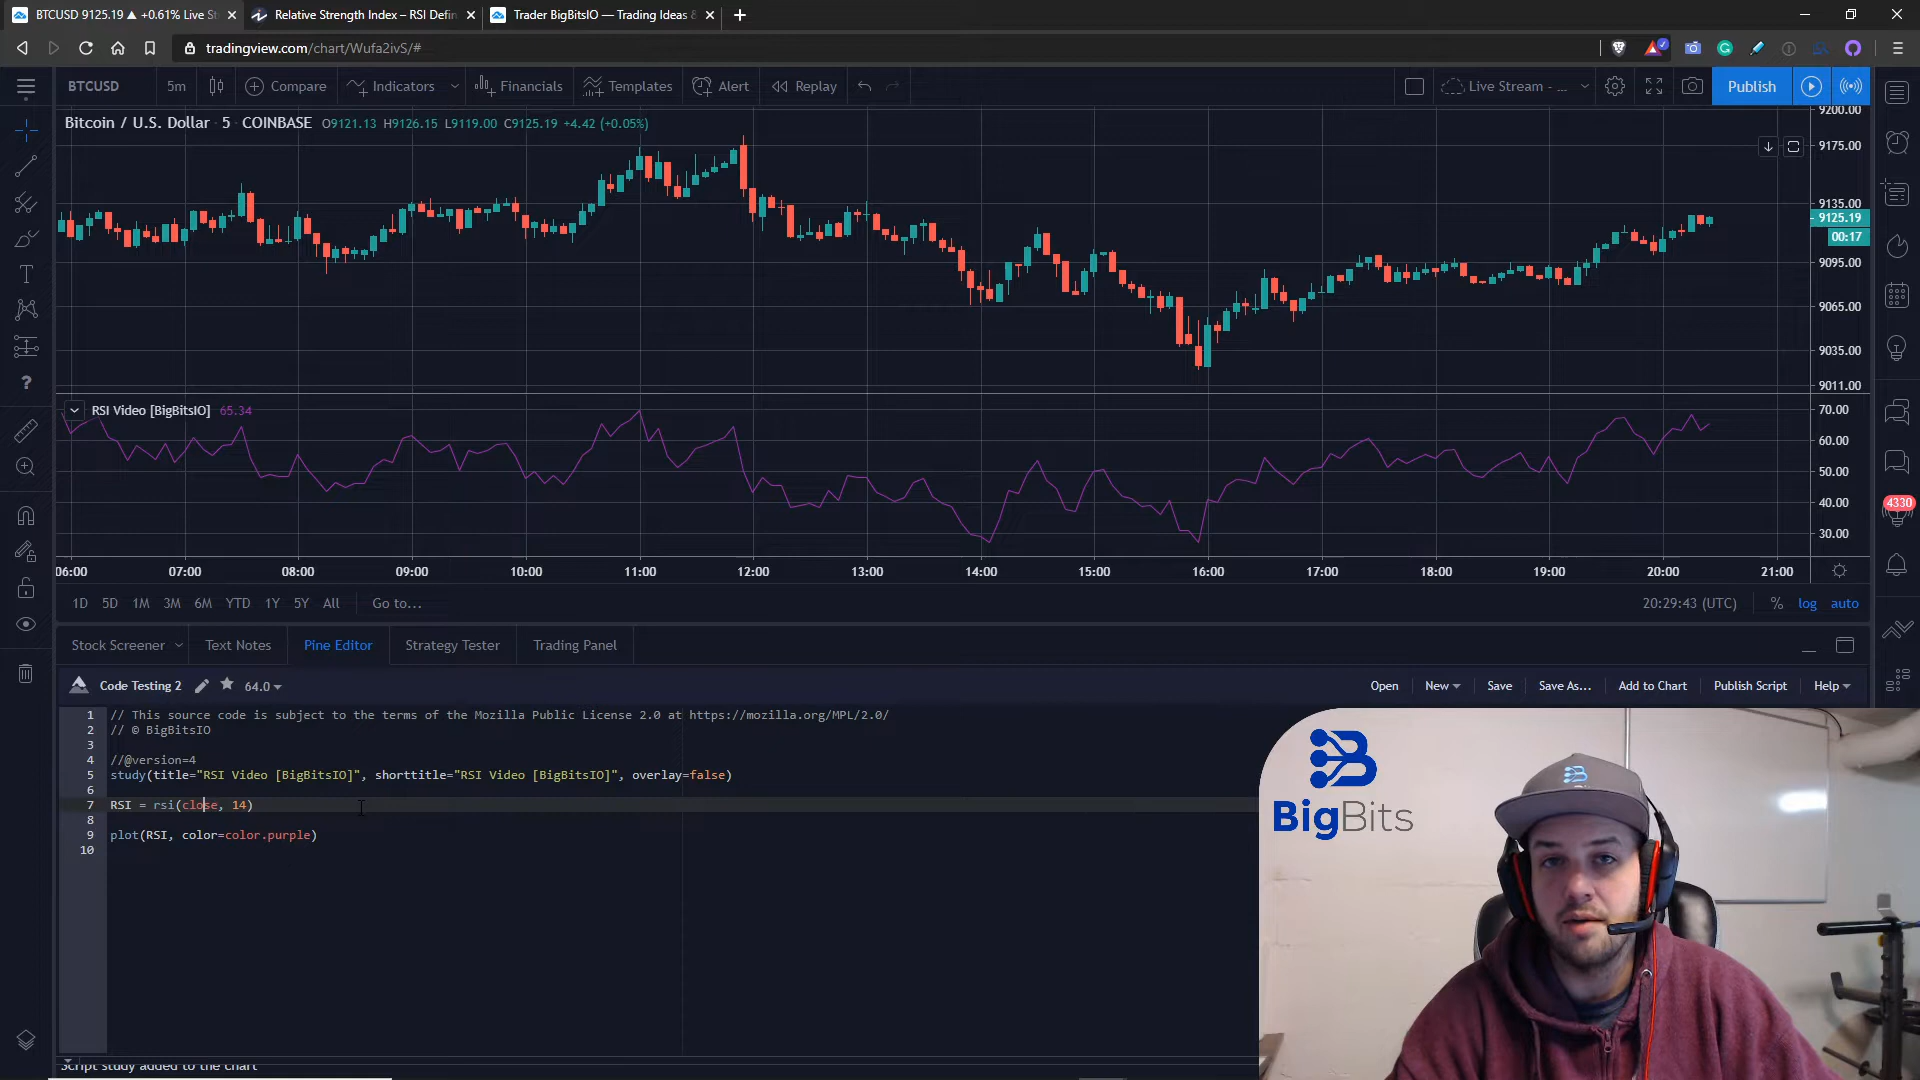 BTCUSD 9125.19 ▲ +0.61% Live St
Relative Strength Index – RSI Defin
Trader BigBitsIO — Trading Ideas &
tradingview.com/chart/Wufa2ivS/#
BTCUSD 5m Compare Indicators Financials Templates Alert Replay Live Stream - ... Publish
Bitcoin / U.S. Dollar · 5 · COINBASE O9121.13 H9126.15 L9119.00 C9125.19 +4.42 (+0.05%)
9200.00
9175.00
9135.00
9125.19
00:17
9095.00
9065.00
9035.00
9011.00
RSI Video [BigBitsIO] 65.34
70.00
60.00
50.00
40.00
30.00
4330
06:00 07:00 08:00 09:00 10:00 11:00 12:00 13:00 14:00 15:00 16:00 17:00 18:00 19:00 20:00 21:00
1D 5D 1M 3M 6M YTD 1Y 5Y All Go to... 20:29:43 (UTC) % log auto
Stock Screener Text Notes Pine Editor Strategy Tester Trading Panel
Code Testing 2 64.0 Open New Save Save As... Add to Chart Publish Script Help
1 // This source code is subject to the terms of the Mozilla Public License 2.0 at https://mozilla.org/MPL/2.0/
2 // © BigBitsIO
3
4 //@version=4
5 study(title="RSI Video [BigBitsIO]", shorttitle="RSI Video [BigBitsIO]", overlay=false)
6
7 RSI = rsi(close, 14)
8
9 plot(RSI, color=color.purple)
10
BigBits
Script study added to the chart